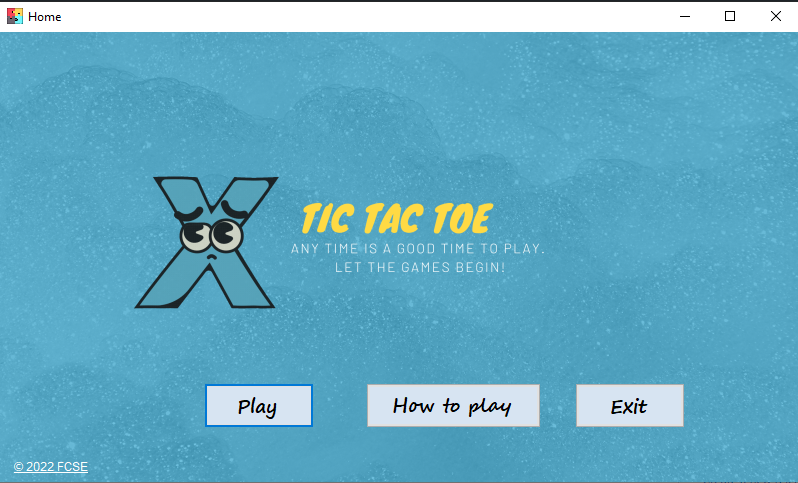 Home
TIC TAC TOE
ANY TIME IS A GOOD TIME TO PLAY.
LET THE GAMES BEGIN!
Play
How to play
Exit
© 2022 FCSE